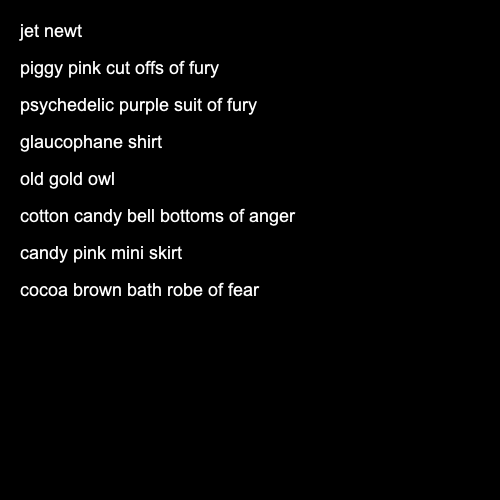 jet newt
piggy pink cut offs of fury
psychedelic purple suit of fury
glaucophane shirt
old gold owl
cotton candy bell bottoms of anger
candy pink mini skirt
cocoa brown bath robe of fear